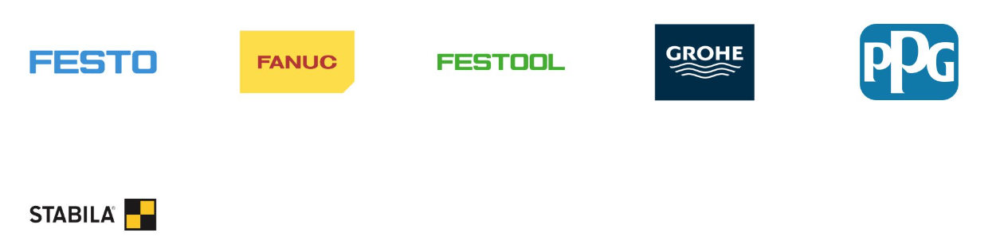 FESTO
FANUC
FESTOOL
GROHE
PPG
STABILA®